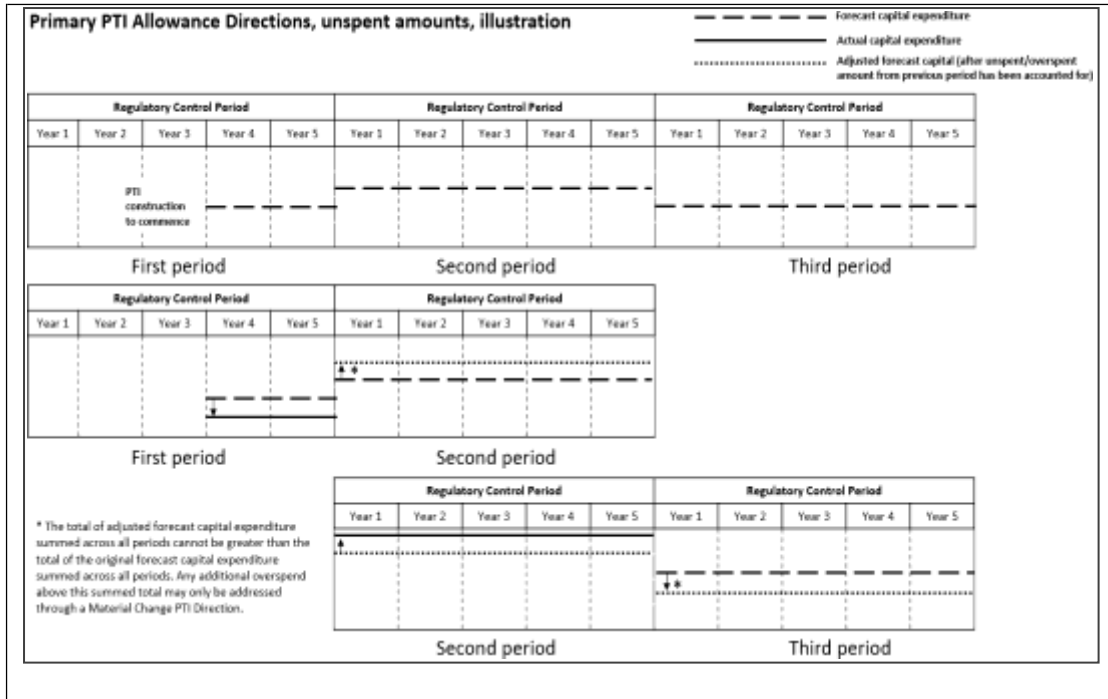 Primary PTI Allowance Directions, unspent amounts, illustration
Forecast capital expenditure
Actual capital expenditure
Adjusted forecast capital (after unspent/overspent
amount from previous period has been accounted for)
Regulatory Control Period Regulatory Control Period Regulatory Control Period
Year 1 Year 2 Year 3 Year 4 Year 5 Year 1 Year 2 Year 3 Year 4 Year 5 Year 1 Year 2 Year 3 Year 4 Year 5
PTI
construction
to commence
First period Second period Third period
Regulatory Control Period Regulatory Control Period
Year 1 Year 2 Year 3 Year 4 Year 5 Year 1 Year 2 Year 3 Year 4 Year 5
*
First period Second period
Regulatory Control Period Regulatory Control Period
Year 1 Year 2 Year 3 Year 4 Year 5 Year 1 Year 2 Year 3 Year 4 Year 5
* The total of adjusted forecast capital expenditure
summed across all periods cannot be greater than the
total of the original forecast capital expenditure
summed across all periods. Any additional overspend
above this summed total may only be addressed
through a Material Change PTI Direction.
*
Second period Third period